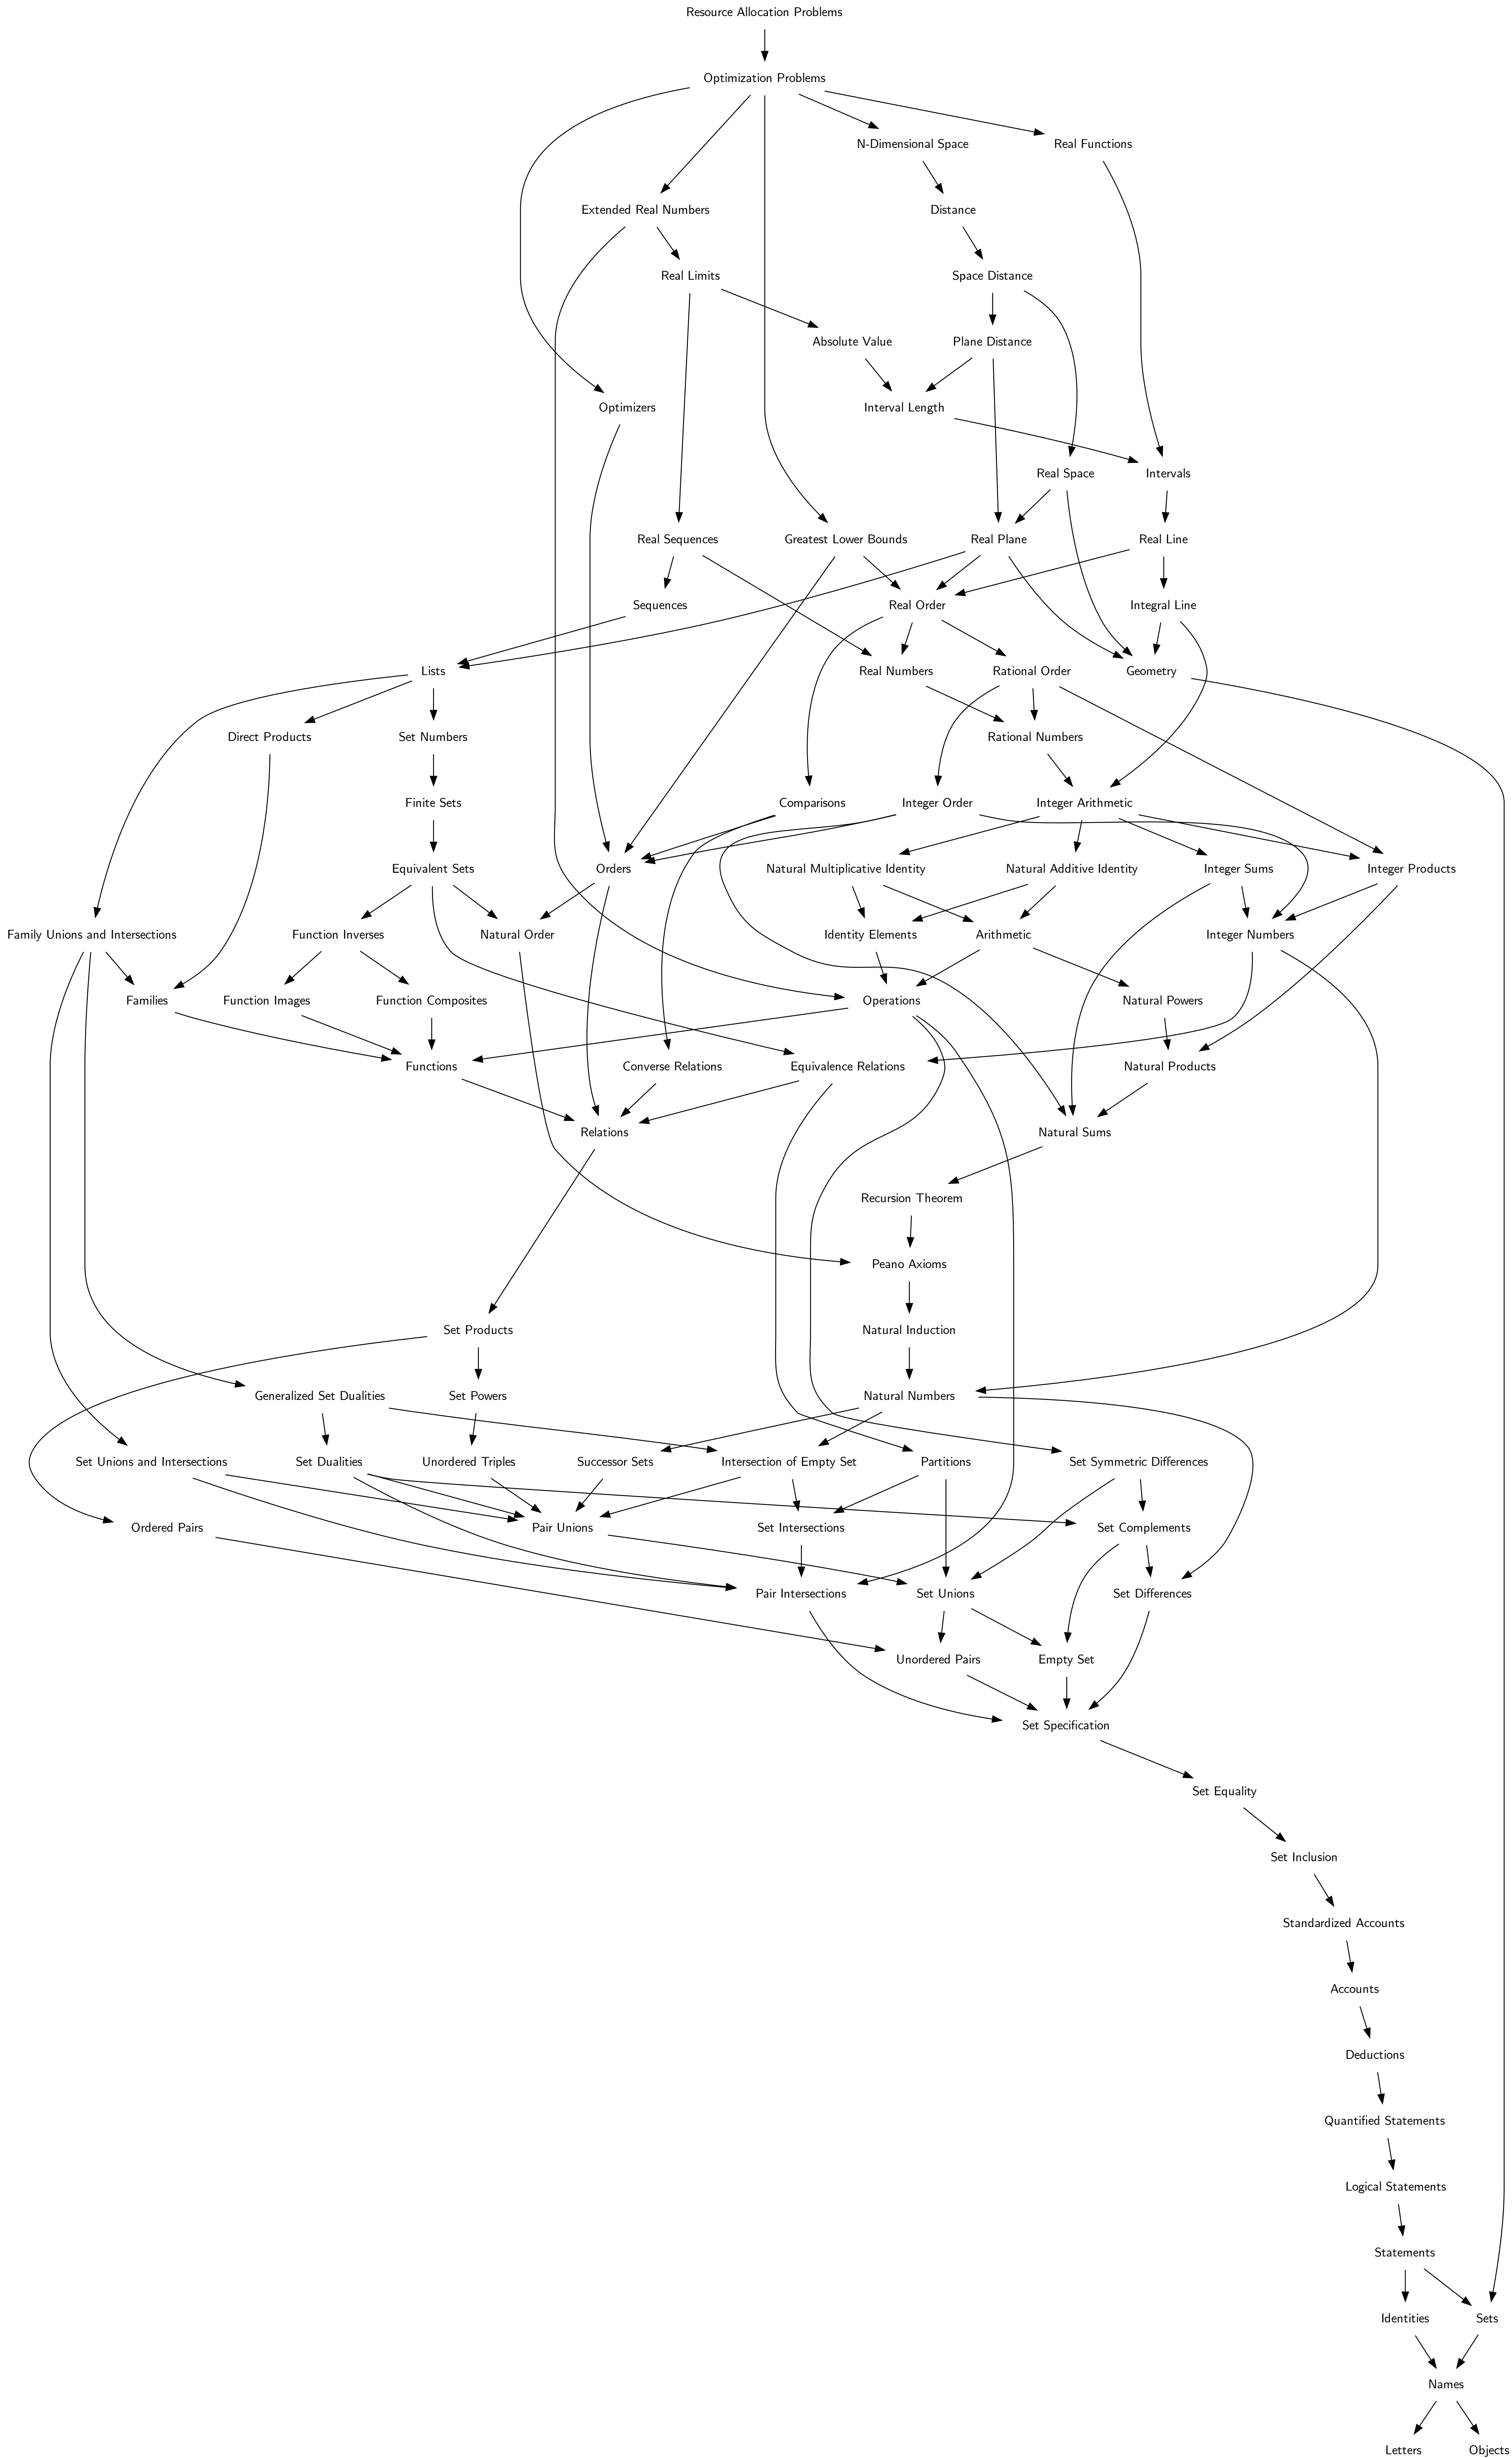 Resource Allocation Problems
Optimization Problems
N-Dimensional Space
Real Functions
Extended Real Numbers
Distance
Real Limits
Space Distance
Absolute Value
Plane Distance
Optimizers
Interval Length
Real Space
Intervals
Real Sequences
Greatest Lower Bounds
Real Plane
Real Line
Sequences
Real Order
Integral Line
Lists
Real Numbers
Rational Order
Geometry
Direct Products
Set Numbers
Rational Numbers
Finite Sets
Comparisons
Integer Order
Integer Arithmetic
Equivalent Sets
Orders
Natural Multiplicative Identity
Natural Additive Identity
Integer Sums
Integer Products
Family Unions and Intersections
Function Inverses
Natural Order
Identity Elements
Arithmetic
Integer Numbers
Families
Function Images
Function Composites
Operations
Natural Powers
Functions
Converse Relations
Equivalence Relations
Natural Products
Relations
Natural Sums
Recursion Theorem
Peano Axioms
Set Products
Natural Induction
Generalized Set Dualities
Set Powers
Natural Numbers
Set Unions and Intersections
Set Dualities
Unordered Triples
Successor Sets
Intersection of Empty Set
Partitions
Set Symmetric Differences
Ordered Pairs
Pair Unions
Set Intersections
Set Complements
Pair Intersections
Set Unions
Set Differences
Unordered Pairs
Empty Set
Set Specification
Set Equality
Set Inclusion
Standardized Accounts
Accounts
Deductions
Quantified Statements
Logical Statements
Statements
Identities
Sets
Names
Letters
Objects